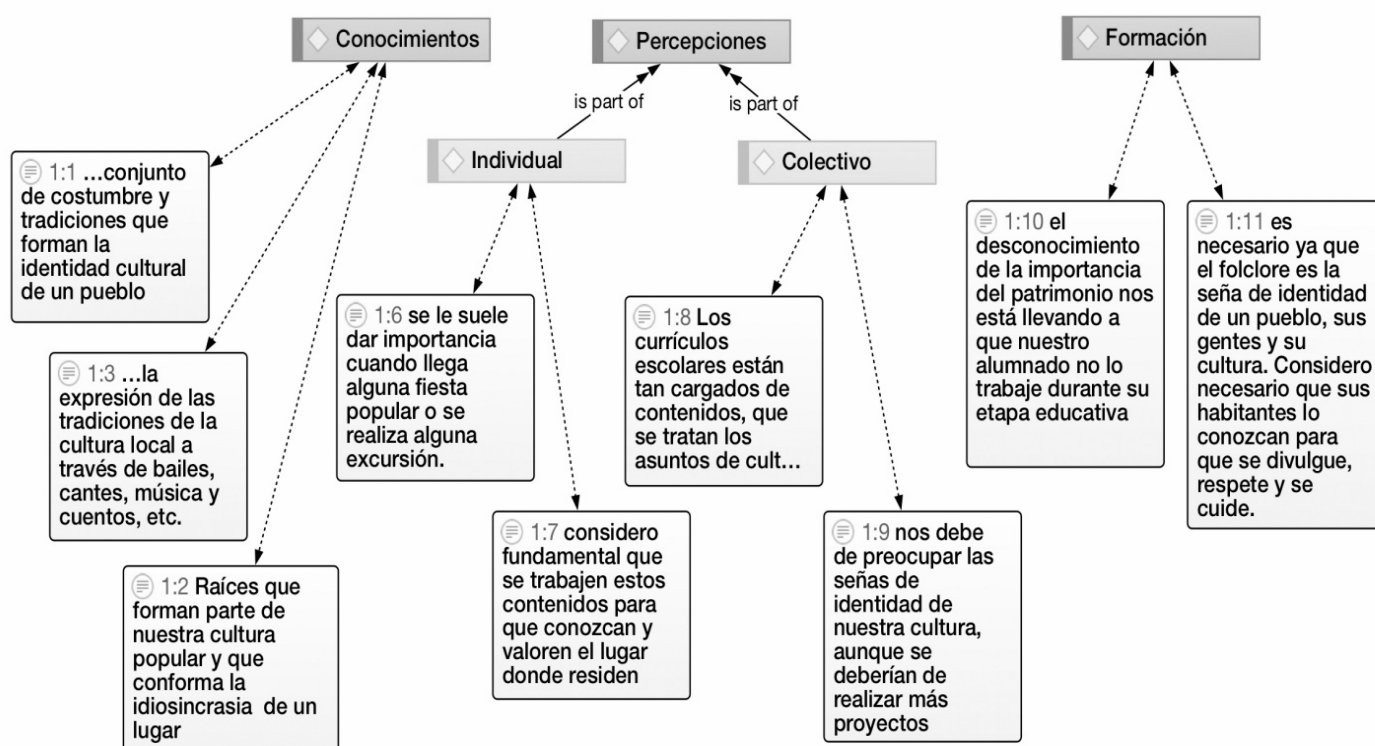 Conocimientos
Percepciones
Formación
is part of
is part of
Individual
Colectivo
1:1 ...conjunto
de costumbre y
tradiciones que
forman la
identidad cultural
de un pueblo
1:3 ...la
expresión de las
tradiciones de la
cultura local a
través de bailes,
cantes, música y
cuentos, etc.
1:2 Raíces que
forman parte de
nuestra cultura
popular y que
conforma la
idiosincrasia de un
lugar
1:6 se le suele
dar importancia
cuando llega
alguna fiesta
popular o se
realiza alguna
excursión.
1:7 considero
fundamental que
se trabajen estos
contenidos para
que conozcan y
valoren el lugar
donde residen
1:8 Los
currículos
escolares están
tan cargados de
contenidos, que
se tratan los
asuntos de cult...
1:9 nos debe
de preocupar las
señas de
identidad de
nuestra cultura,
aunque se
deberían de
realizar más
proyectos
1:10 el
desconocimiento
de la importancia
del patrimonio nos
está llevando a
que nuestro
alumnado no lo
trabaje durante su
etapa educativa
1:11 es
necesario ya que
el folclore es la
seña de identidad
de un pueblo, sus
gentes y su
cultura. Considero
necesario que sus
habitantes lo
conozcan para
que se divulgue,
respete y se
cuide.